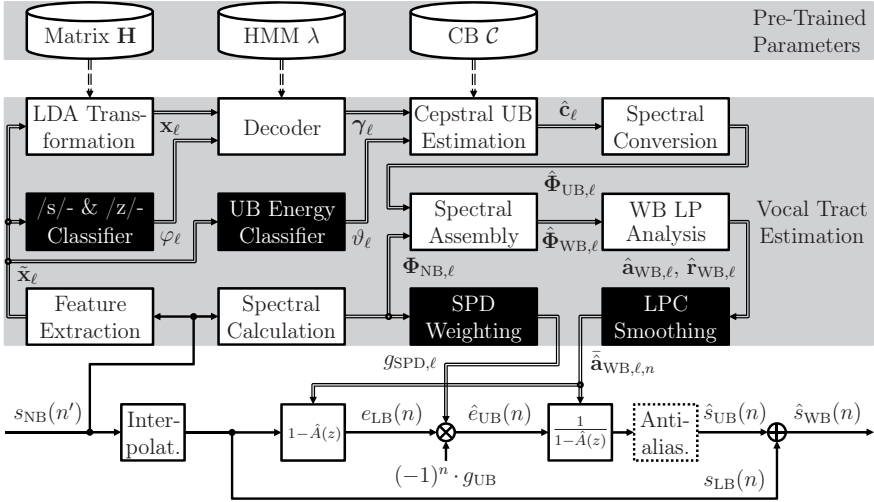 Matrix H
HMM λ
CB 𝒞
Pre-Trained
Parameters
LDA Trans-
formation
x_ℓ
Decoder
γ_ℓ
Cepstral UB
Estimation
ĉ_ℓ
Spectral
Conversion
Φ̂_UB,ℓ
/s/- & /z/-
Classifier
φ_ℓ
UB Energy
Classifier
ϑ_ℓ
Spectral
Assembly
Φ̂_WB,ℓ
WB LP
Analysis
Vocal Tract
Estimation
x̃_ℓ
Φ_NB,ℓ
â_WB,ℓ, r̂_WB,ℓ
Feature
Extraction
Spectral
Calculation
SPD
Weighting
LPC
Smoothing
g_SPD,ℓ
â̄_WB,ℓ,n
s_NB(n′)
Inter-
polat.
1−Â(z)
e_LB(n)
ê_UB(n)
1
1−Â(z)
Anti-
alias.
ŝ_UB(n)
ŝ_WB(n)
(−1)ⁿ · g_UB
s_LB(n)